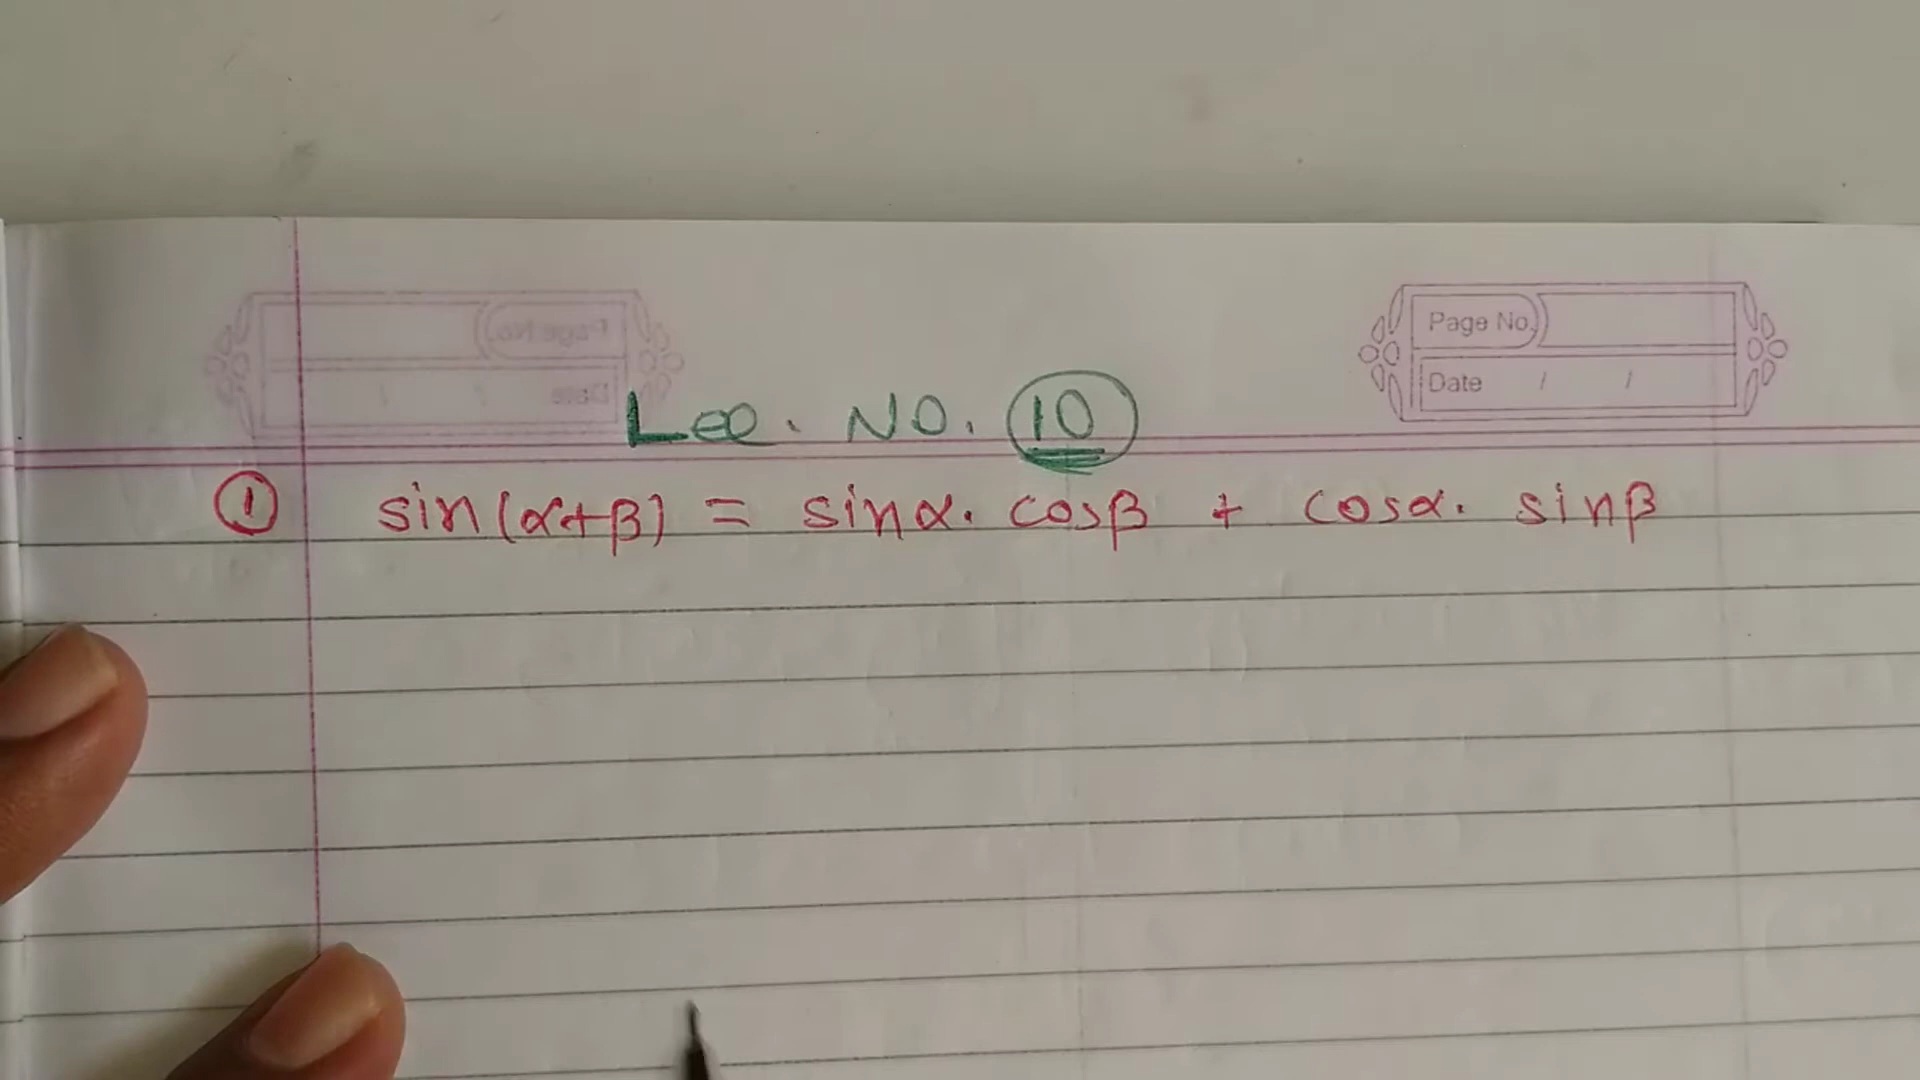 Page No.
Date / /
Lec. No. 10
① sin(α+β) = sinα. cosβ + cosα. sinβ